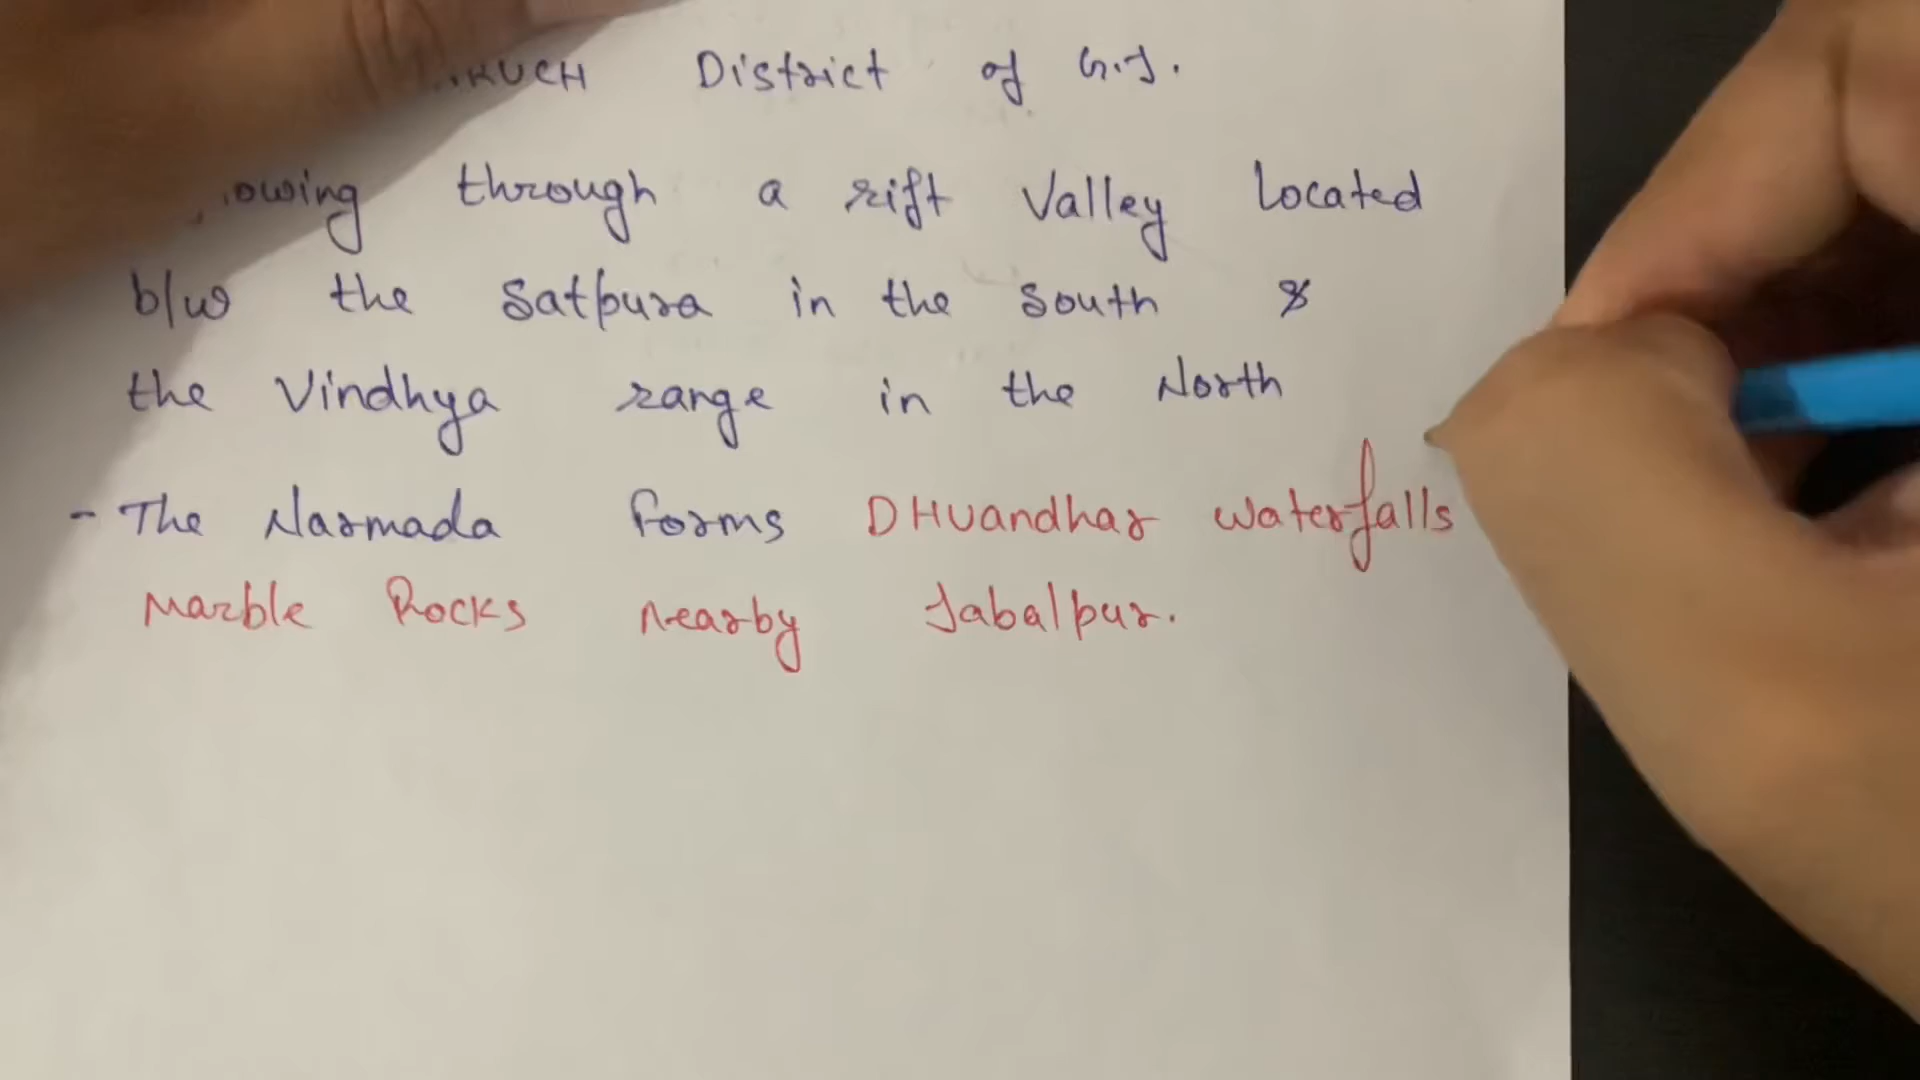 District of G.J.
through a rift Valley Located
b/w the Satpura in the South &
the Vindhya range in the North
- The Narmada forms DHUandhar waterfalls
Marble Rocks nearby Jabalpur.